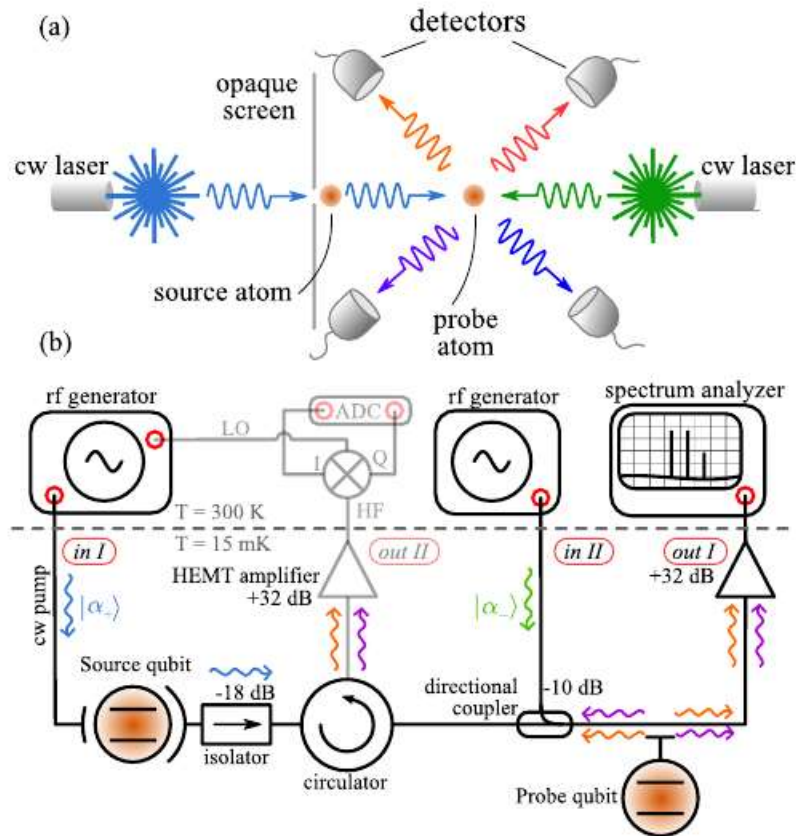 (a)
detectors
opaque
screen
cw laser
cw laser
source atom
probe
atom
(b)
rf generator
rf generator
spectrum analyzer
ADC
LO
I
Q
HF
T = 300 K
T = 15 mK
in I
out II
in II
out I
HEMT amplifier
+32 dB
+32 dB
cw pump
|α₊⟩
|α₋⟩
Source qubit
-18 dB
isolator
circulator
directional
coupler
-10 dB
Probe qubit